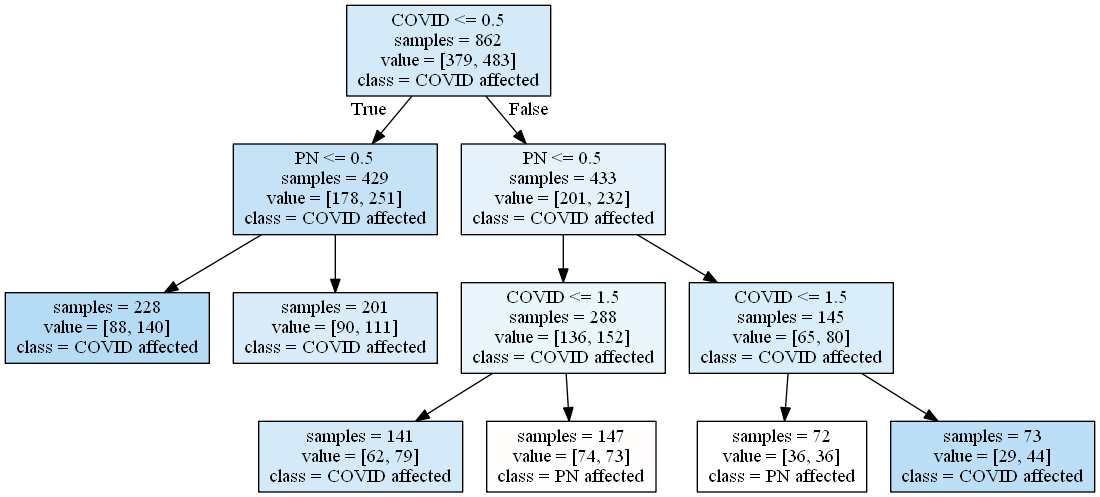 COVID <= 0.5
samples = 862
value = [379, 483]
class = COVID affected
True
False
PN <= 0.5
samples = 429
value = [178, 251]
class = COVID affected
PN <= 0.5
samples = 433
value = [201, 232]
class = COVID affected
samples = 228
value = [88, 140]
class = COVID affected
samples = 201
value = [90, 111]
class = COVID affected
COVID <= 1.5
samples = 288
value = [136, 152]
class = COVID affected
COVID <= 1.5
samples = 145
value = [65, 80]
class = COVID affected
samples = 141
value = [62, 79]
class = COVID affected
samples = 147
value = [74, 73]
class = PN affected
samples = 72
value = [36, 36]
class = PN affected
samples = 73
value = [29, 44]
class = COVID affected